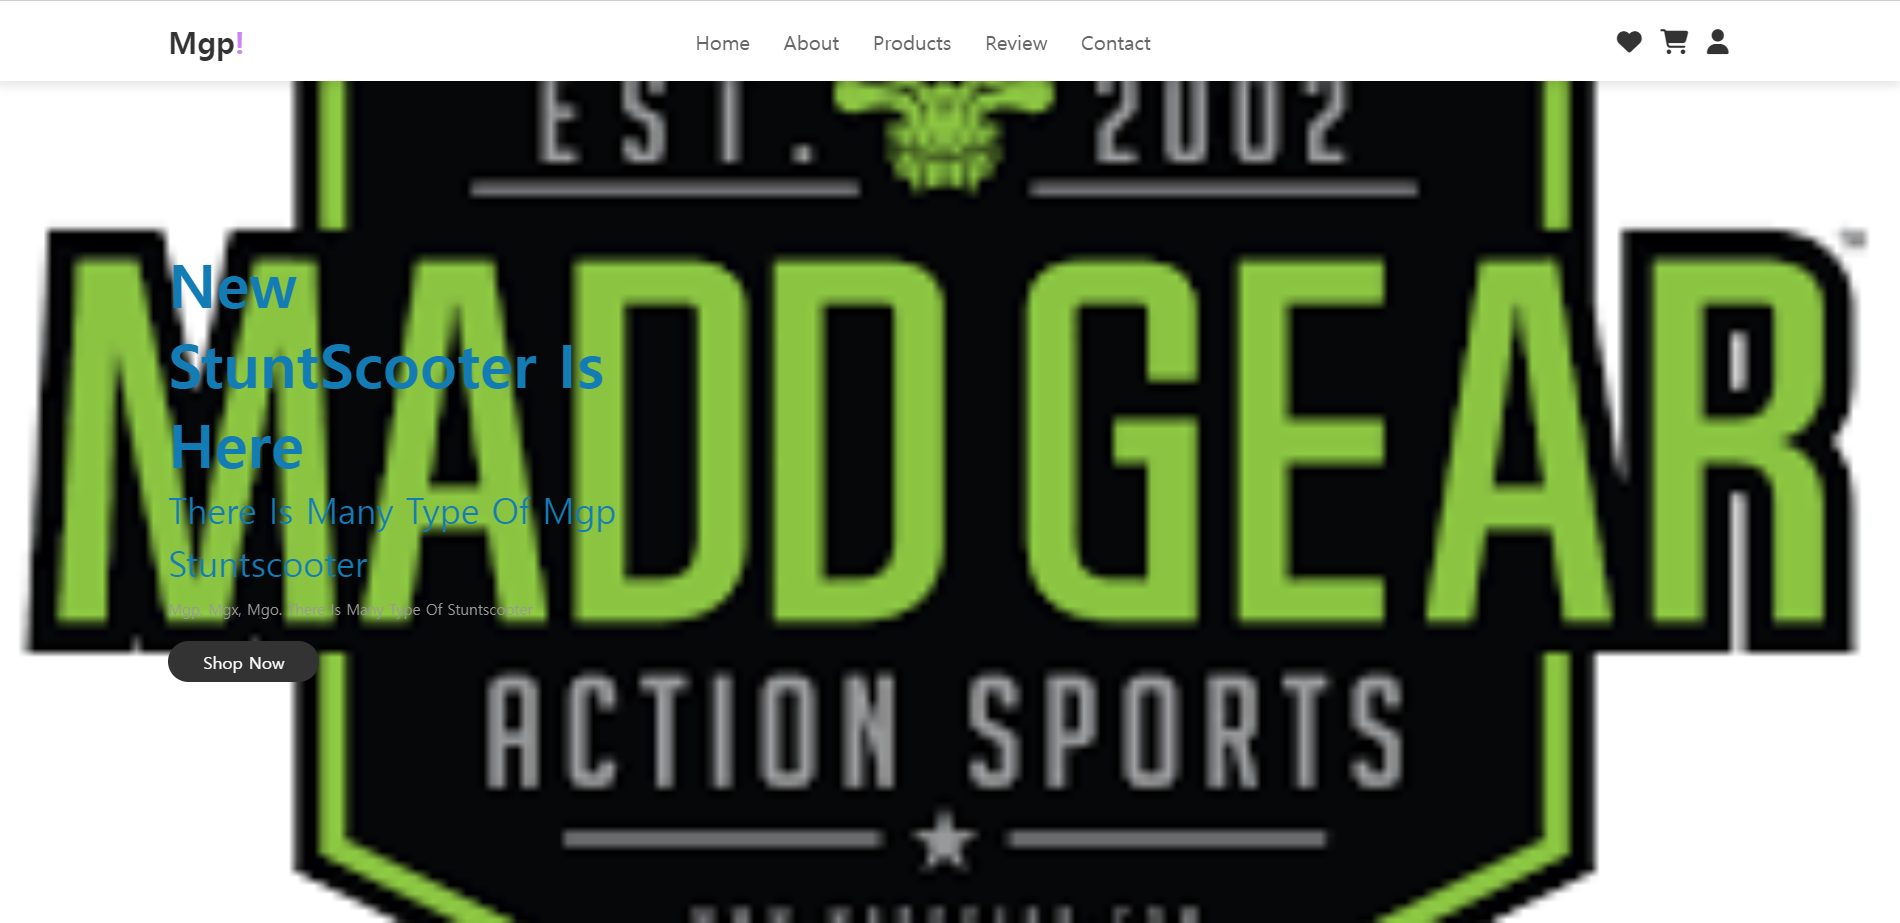 Mgp!
Home About Products Review Contact
EST. 2002
MADD GEAR
TM
New
StuntScooter Is
Here
There Is Many Type Of Mgp
Stuntscooter
Mgp, Mgx, Mgo. There Is Many Type Of Stuntscooter
Shop Now
ACTION SPORTS